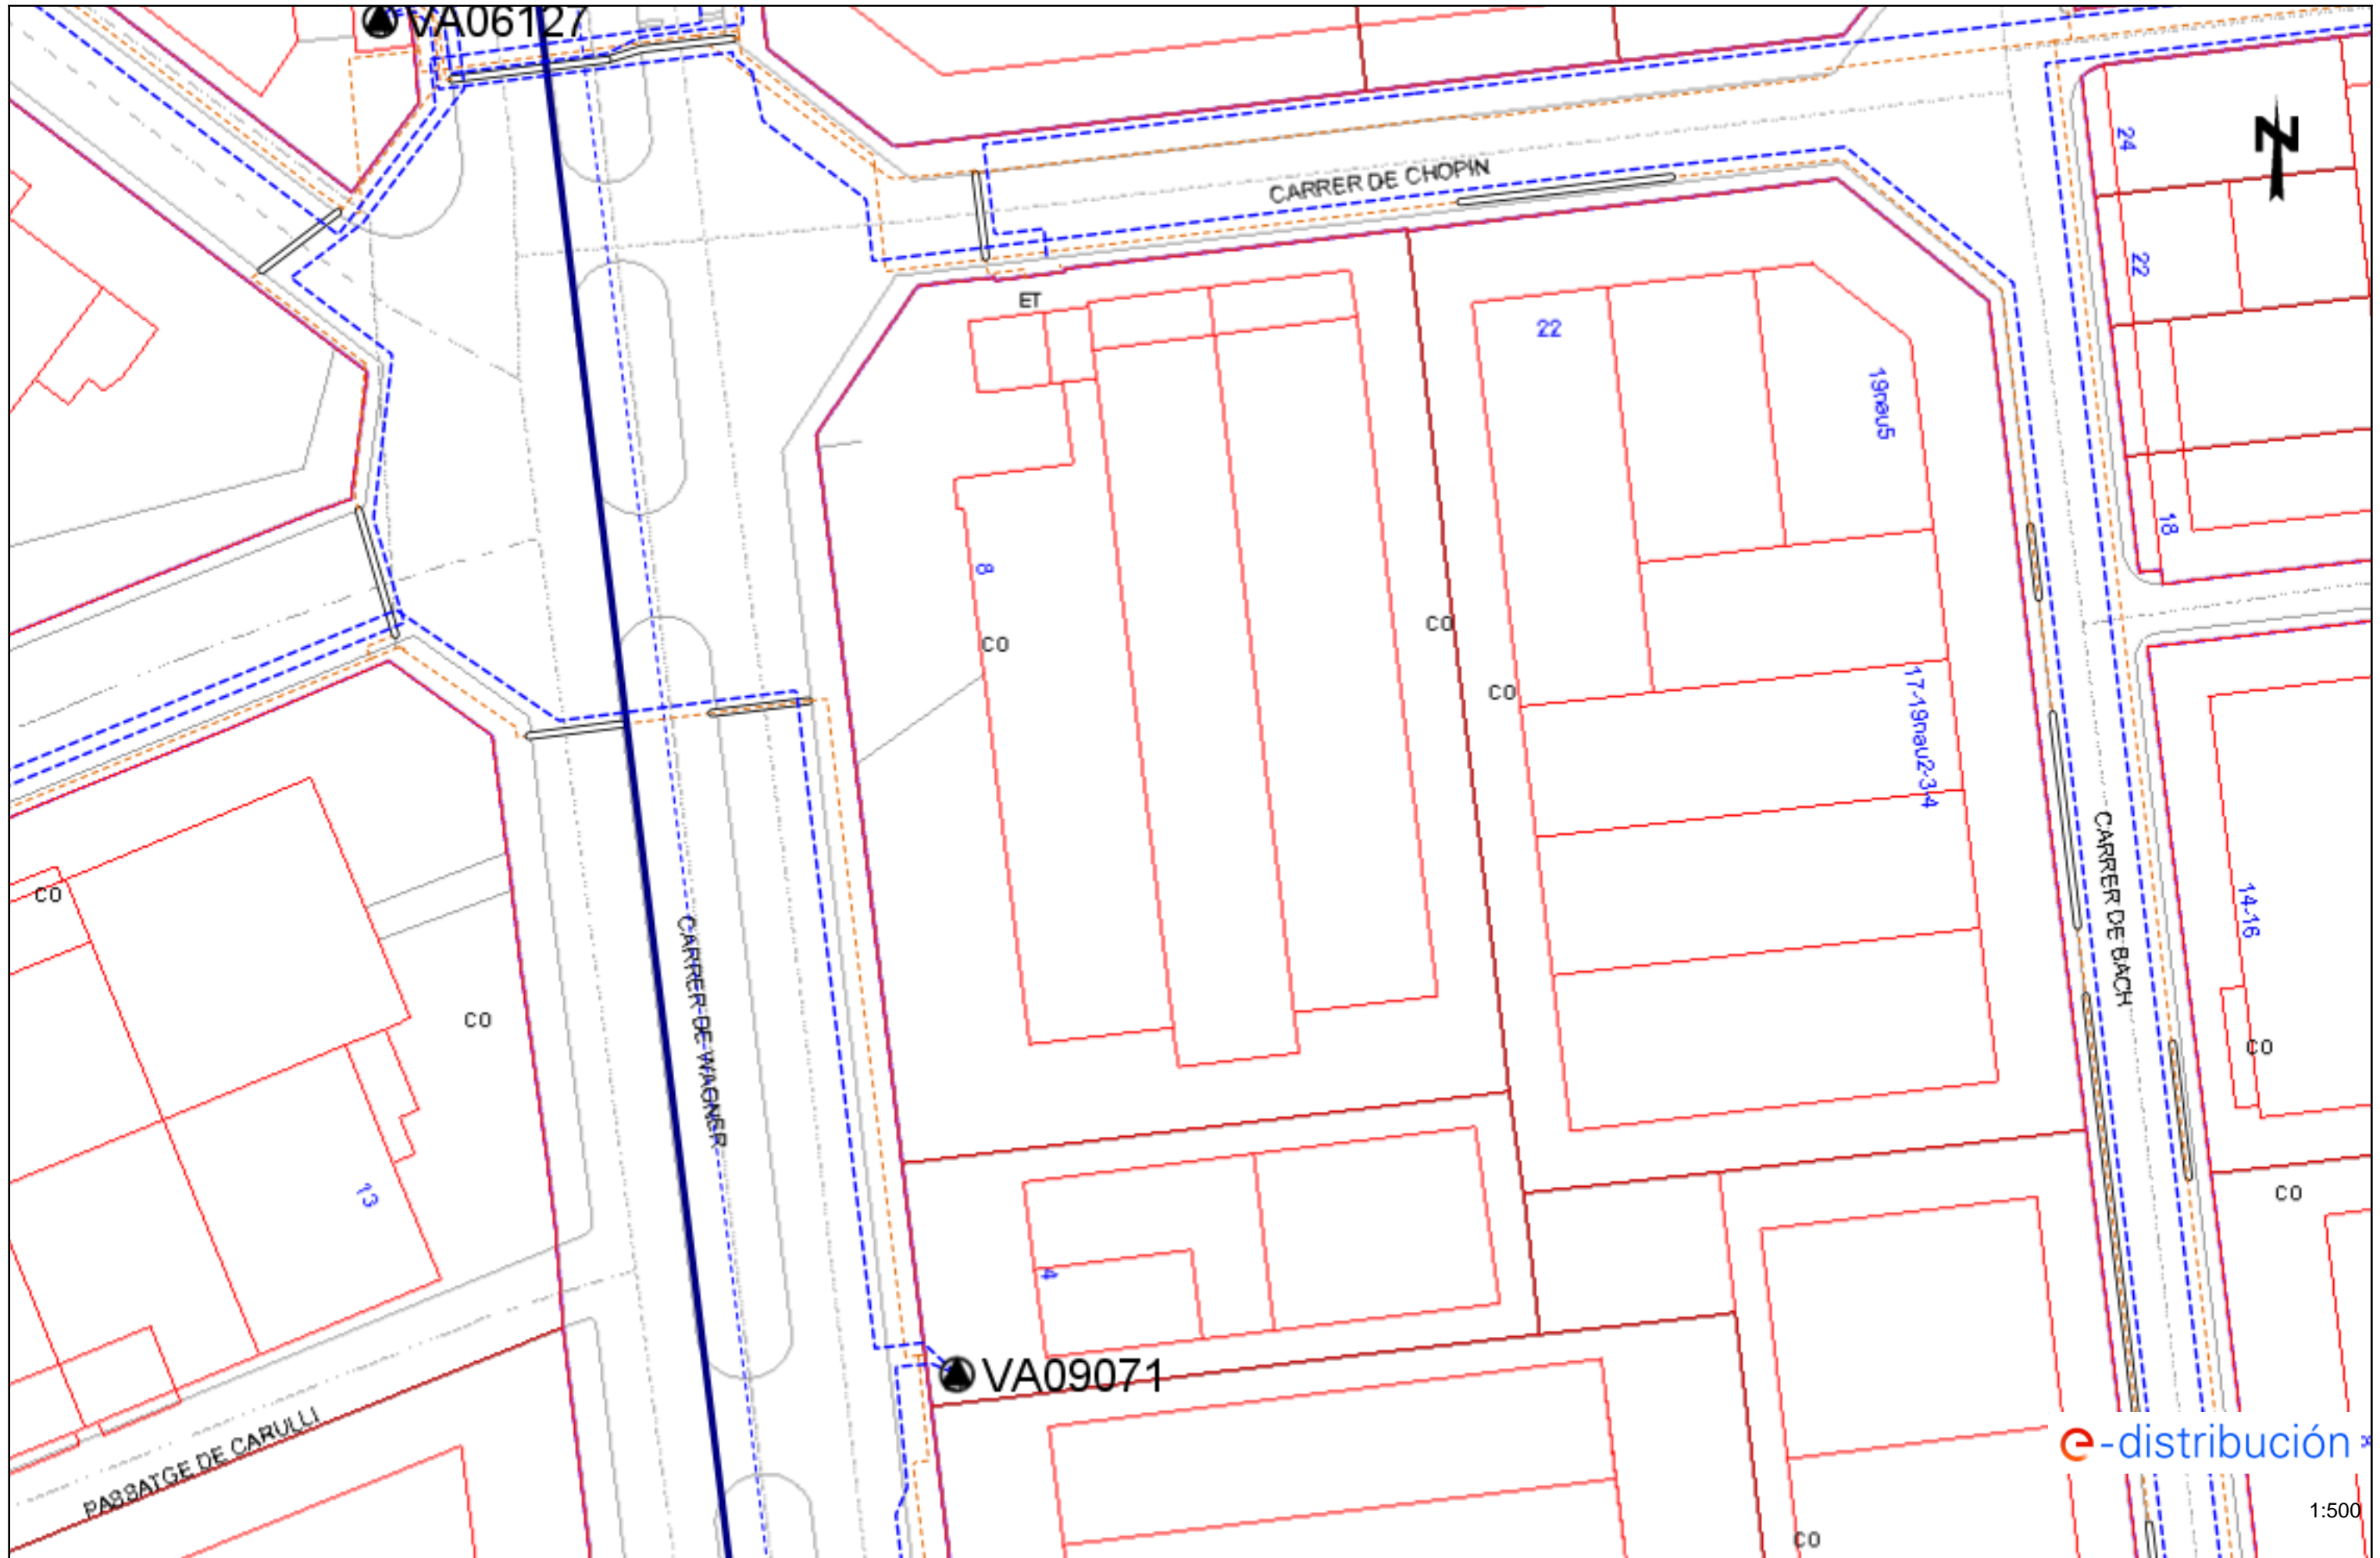 VA06127
CARRER DE CHOPIN
N
24
22
ET
22
19nau5
18
8
CO
CO
CO
17-19nau2-3-4
CARRER DE BACH
CO
14-16
CARRER DE WAGNER
CO
CO
13
CO
4
VA09071
PASSATGE DE CARULLI
e-distribución
1:500
CO